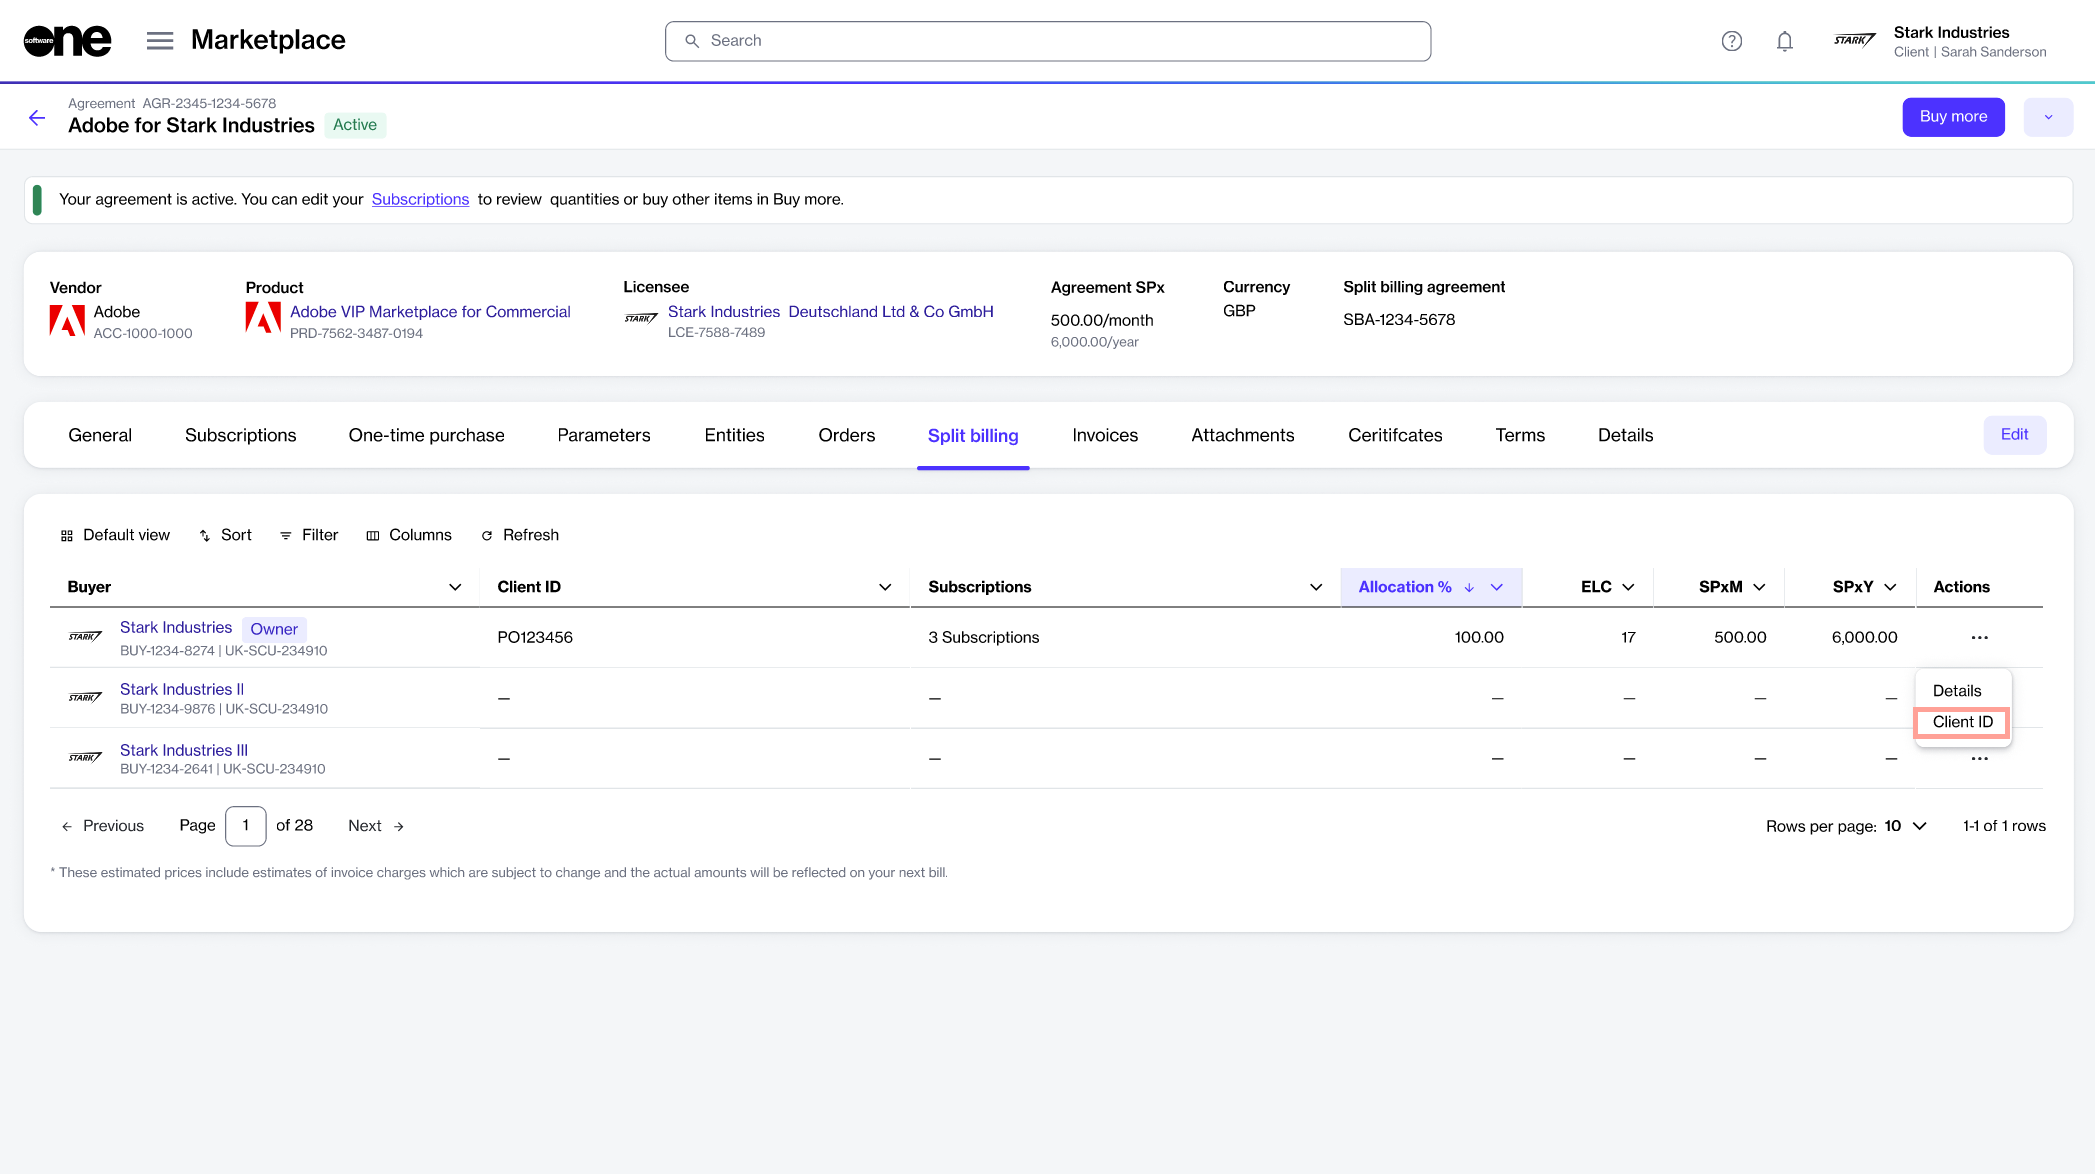 software one
Marketplace
Search
STARK
Stark Industries
Client | Sarah Sanderson
Agreement AGR-2345-1234-5678
Adobe for Stark Industries Active
Buy more
Your agreement is active. You can edit your Subscriptions to review quantities or buy other items in Buy more.
Vendor
Adobe
ACC-1000-1000
Product
Adobe VIP Marketplace for Commercial
PRD-7562-3487-0194
Licensee
STARK
Stark Industries Deutschland Ltd & Co GmbH
LCE-7588-7489
Agreement SPx
500.00/month
6,000.00/year
Currency
GBP
Split billing agreement
SBA-1234-5678
General Subscriptions One-time purchase Parameters Entities Orders Split billing Invoices Attachments Ceritifcates Terms Details Edit
Default view Sort Filter Columns Refresh
Buyer Client ID Subscriptions Allocation % ELC SPxM SPxY Actions
STARK Stark Industries Owner PO123456 3 Subscriptions 100.00 17 500.00 6,000.00 ...
BUY-1234-8274 | UK-SCU-234910
STARK Stark Industries II – – – – – –
BUY-1234-9876 | UK-SCU-234910
Details
Client ID
STARK Stark Industries III – – – – – – ...
BUY-1234-2641 | UK-SCU-234910
Previous Page 1 of 28 Next Rows per page: 10 1-1 of 1 rows
* These estimated prices include estimates of invoice charges which are subject to change and the actual amounts will be reflected on your next bill.